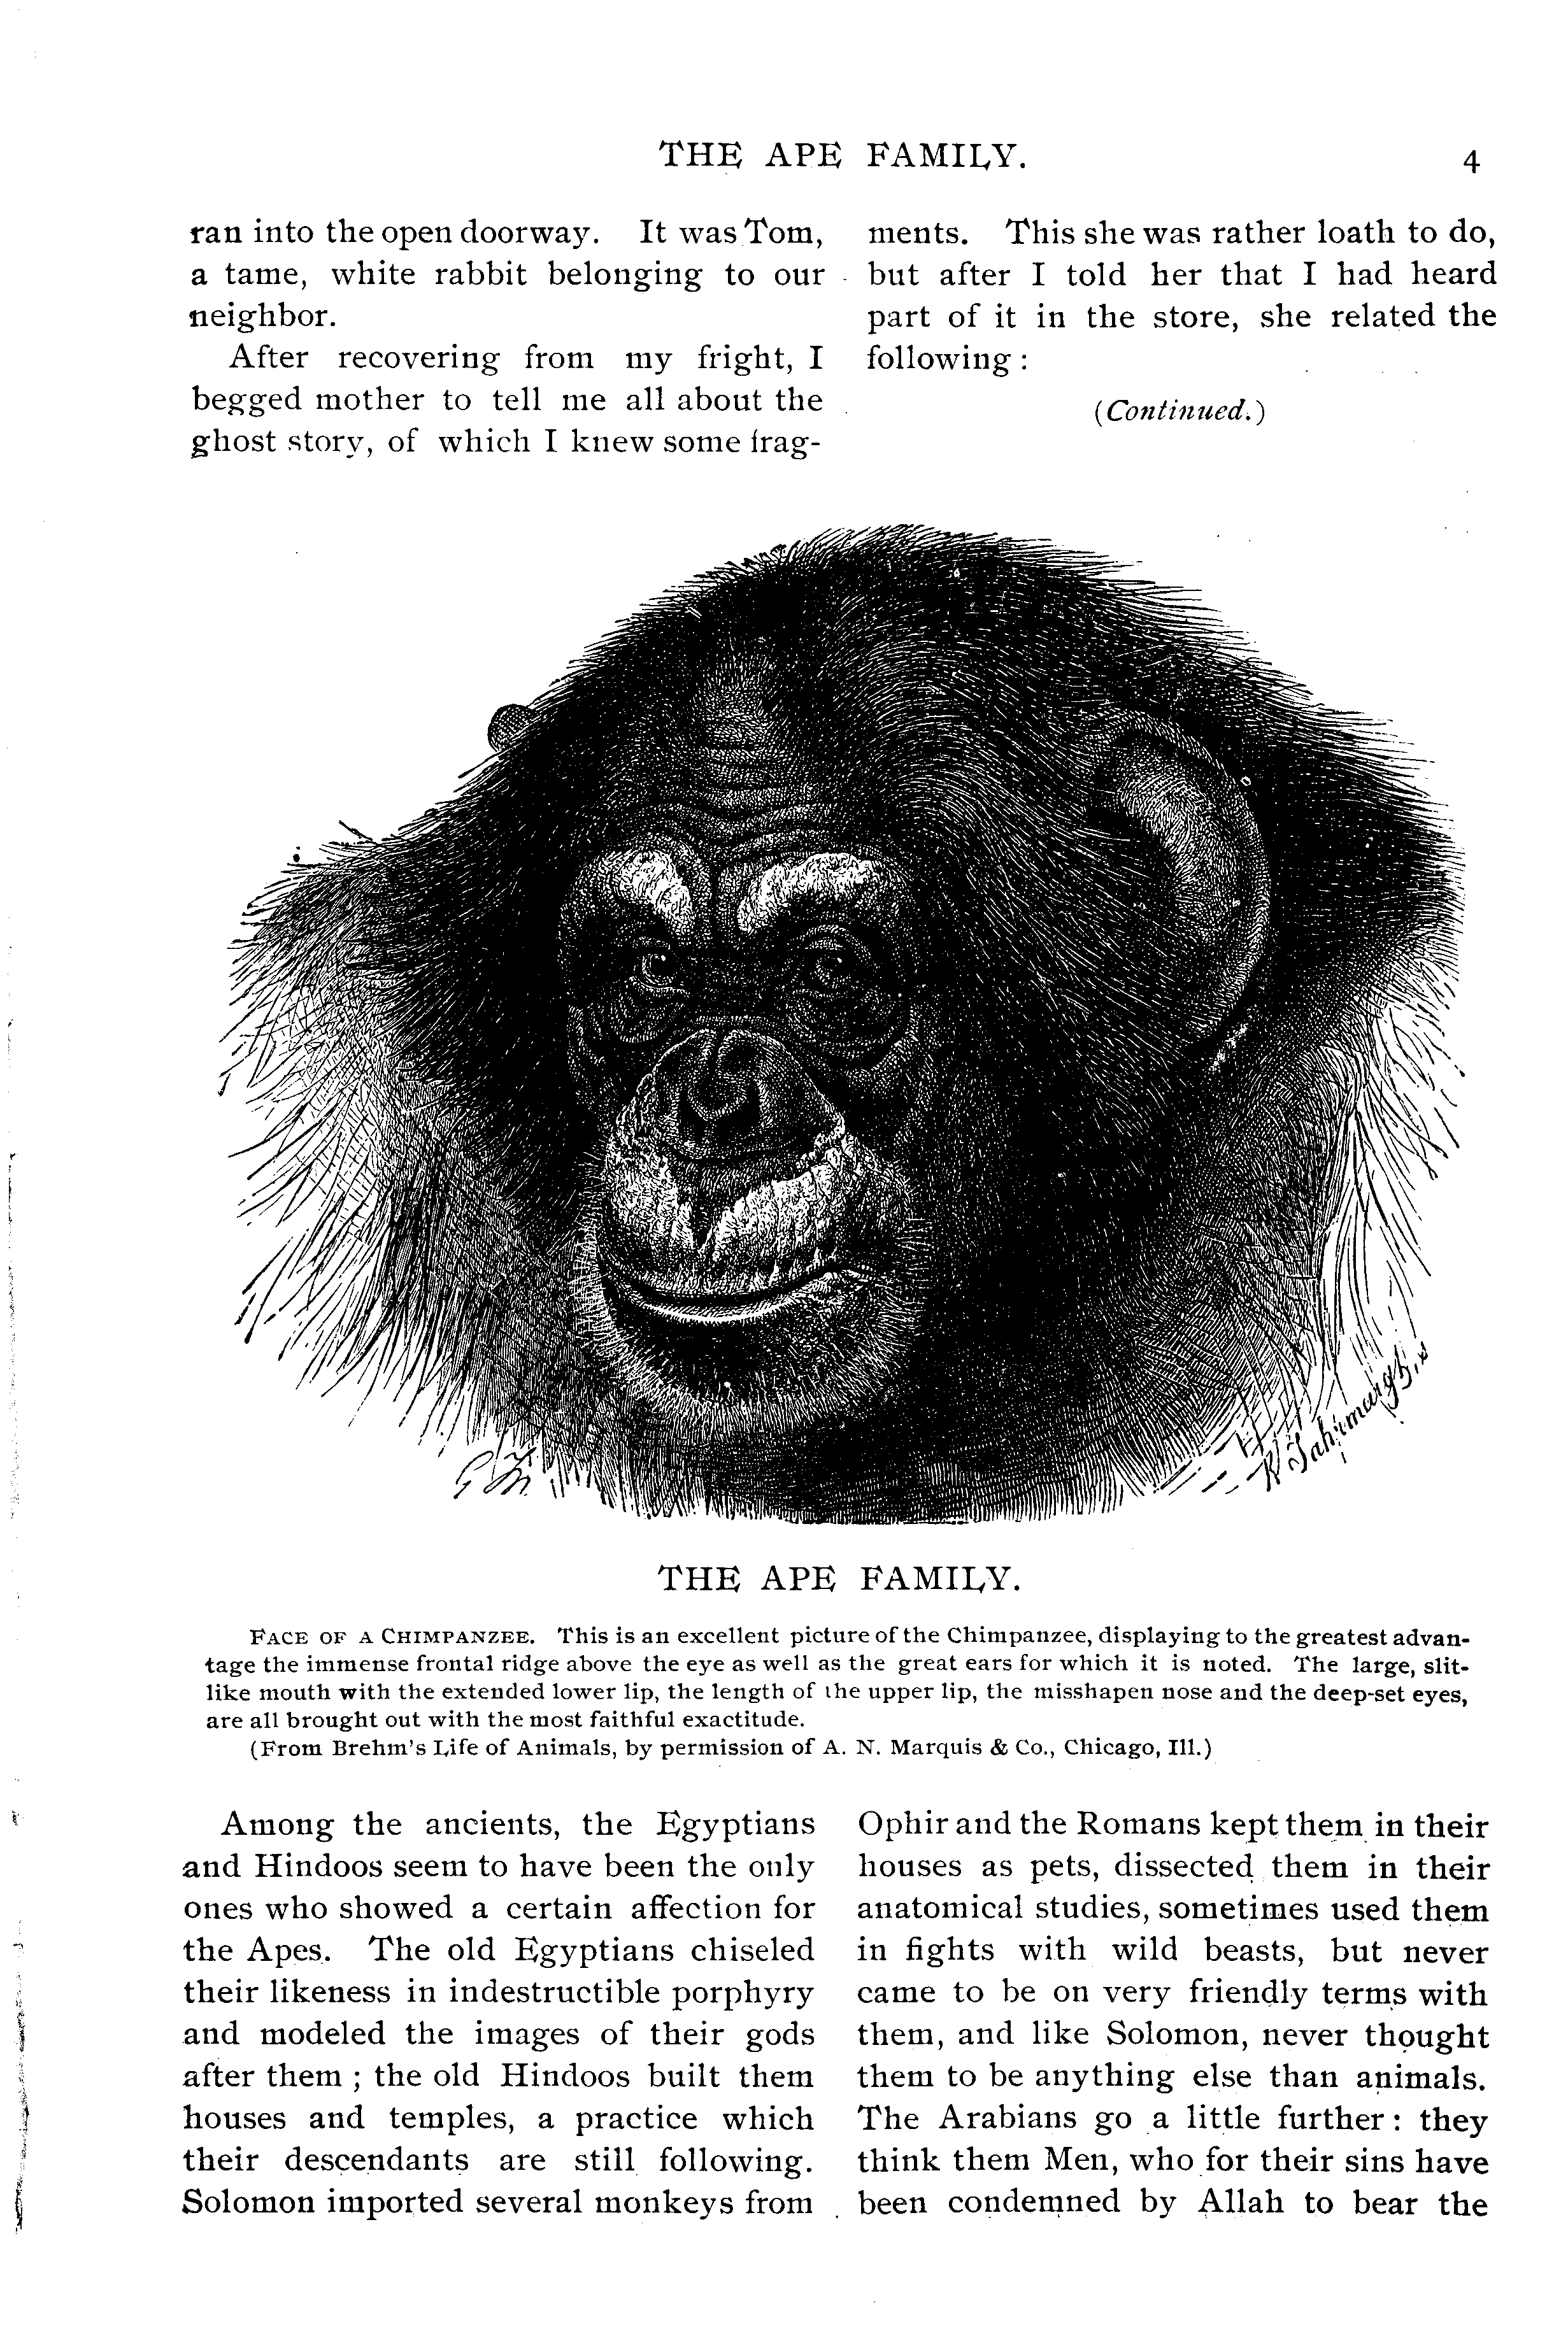 THE APE FAMILY.
4
ran into the open doorway. It was Tom,
a tame, white rabbit belonging to our
neighbor.
After recovering from my fright, I
begged mother to tell me all about the
ghost story, of which I knew some frag-
ments. This she was rather loath to do,
but after I told her that I had heard
part of it in the store, she related the
following :
(Continued.)
G. M.
THE APE FAMILY.
FACE OF A CHIMPANZEE. This is an excellent picture of the Chimpanzee, displaying to the greatest advan-
tage the immense frontal ridge above the eye as well as the great ears for which it is noted. The large, slit-
like mouth with the extended lower lip, the length of the upper lip, the misshapen nose and the deep-set eyes,
are all brought out with the most faithful exactitude.
(From Brehm's Life of Animals, by permission of A. N. Marquis & Co., Chicago, Ill.)
Among the ancients, the Egyptians
and Hindoos seem to have been the only
ones who showed a certain affection for
the Apes. The old Egyptians chiseled
their likeness in indestructible porphyry
and modeled the images of their gods
after them ; the old Hindoos built them
houses and temples, a practice which
their descendants are still following.
Solomon imported several monkeys from
Ophir and the Romans kept them in their
houses as pets, dissected them in their
anatomical studies, sometimes used them
in fights with wild beasts, but never
came to be on very friendly terms with
them, and like Solomon, never thought
them to be anything else than animals.
The Arabians go a little further : they
think them Men, who for their sins have
been condemned by Allah to bear the